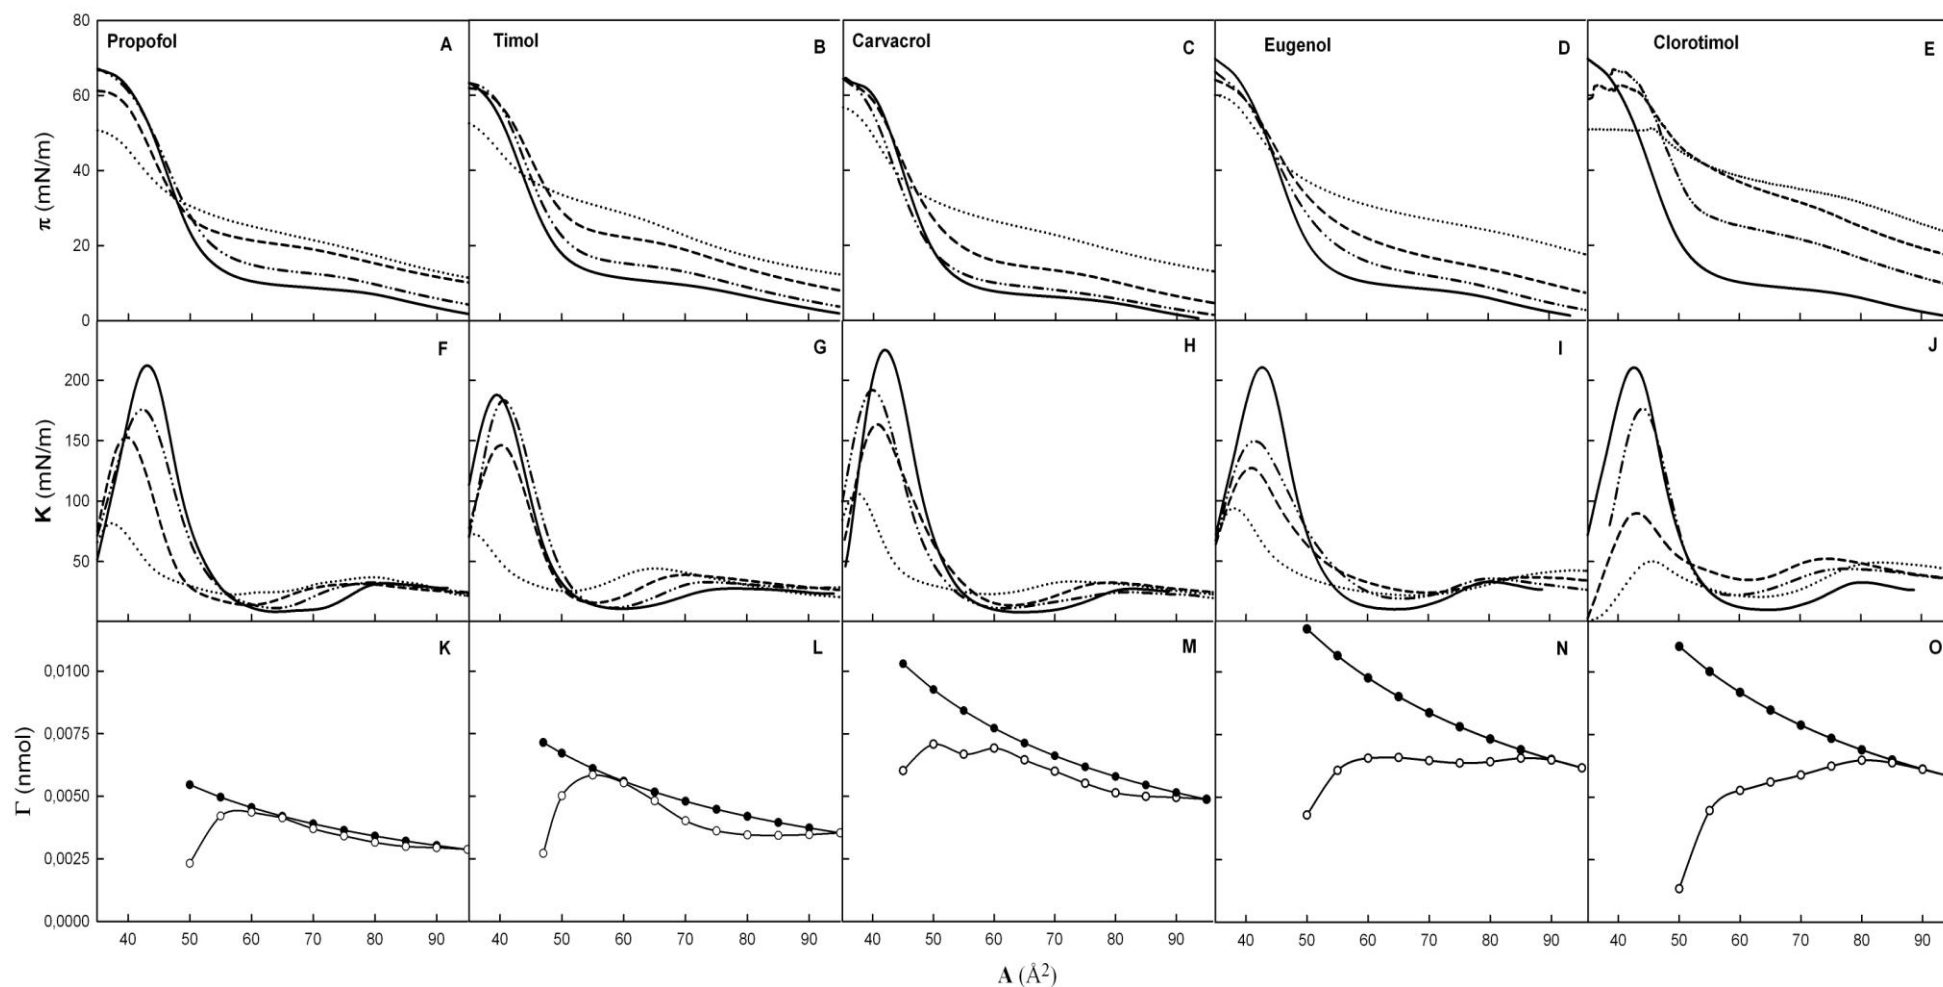 Propofol A Timol B Carvacrol C Eugenol D Clorotimol E
80
60
40
20
0
π (mN/m)
F G H I J
200
150
100
50
K (mN/m)
K L M N O
0,0100
0,0075
0,0050
0,0025
0,0000
Γ (nmol)
40 50 60 70 80 90 40 50 60 70 80 90 40 50 60 70 80 90 40 50 60 70 80 90 40 50 60 70 80 90
A (Å²)